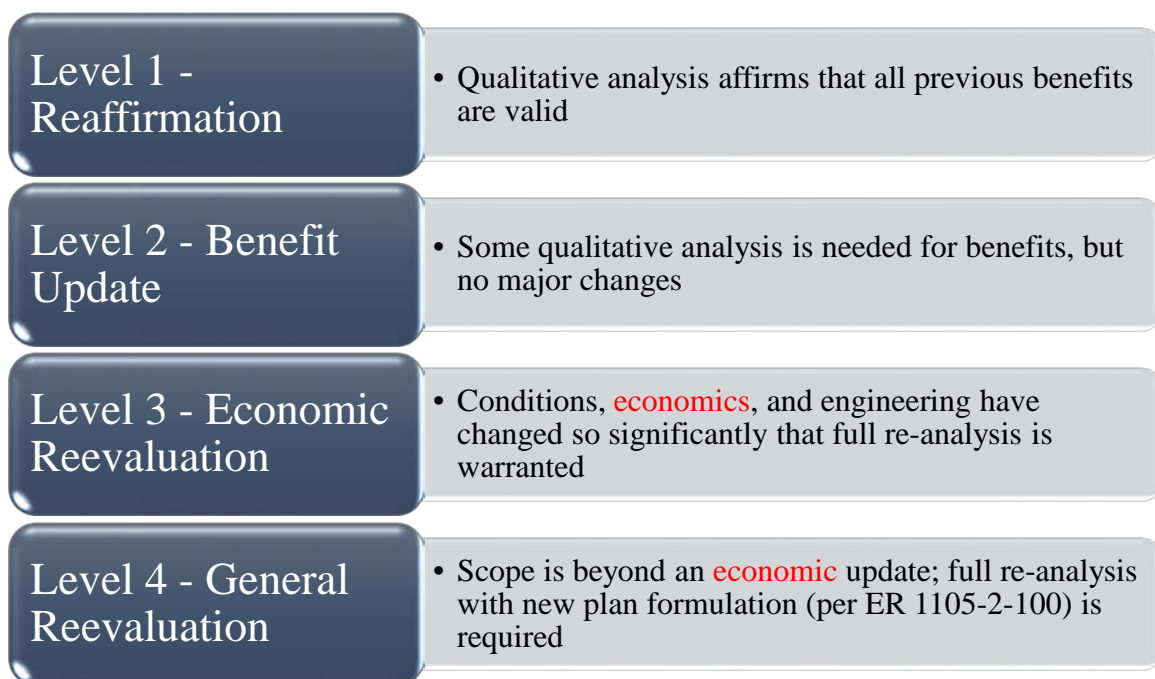 Level 1 -
Reaffirmation
• Qualitative analysis affirms that all previous benefits
are valid
Level 2 - Benefit
Update
• Some qualitative analysis is needed for benefits, but
no major changes
Level 3 - Economic
Reevaluation
• Conditions, economics, and engineering have
changed so significantly that full re-analysis is
warranted
Level 4 - General
Reevaluation
• Scope is beyond an economic update; full re-analysis
with new plan formulation (per ER 1105-2-100) is
required